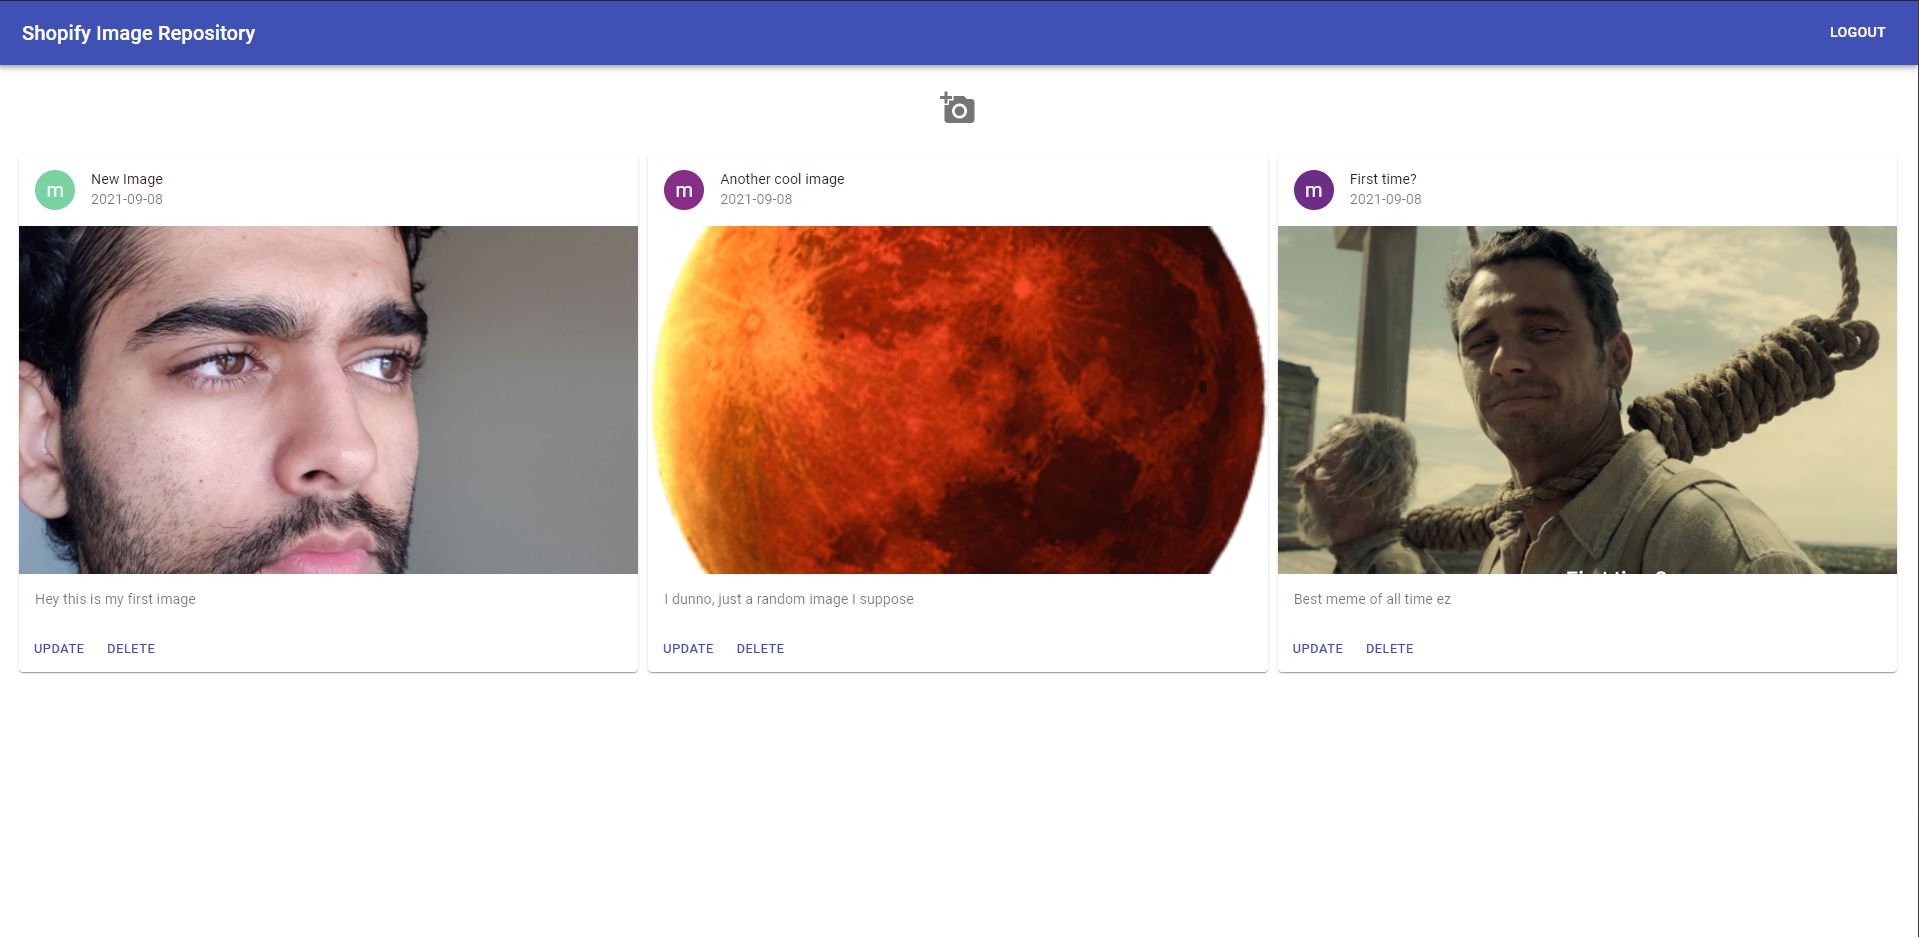 Shopify Image Repository
LOGOUT
m
New Image
2021-09-08
Hey this is my first image
UPDATE DELETE
m
Another cool image
2021-09-08
I dunno, just a random image I suppose
UPDATE DELETE
m
First time?
2021-09-08
First time?
Best meme of all time ez
UPDATE DELETE